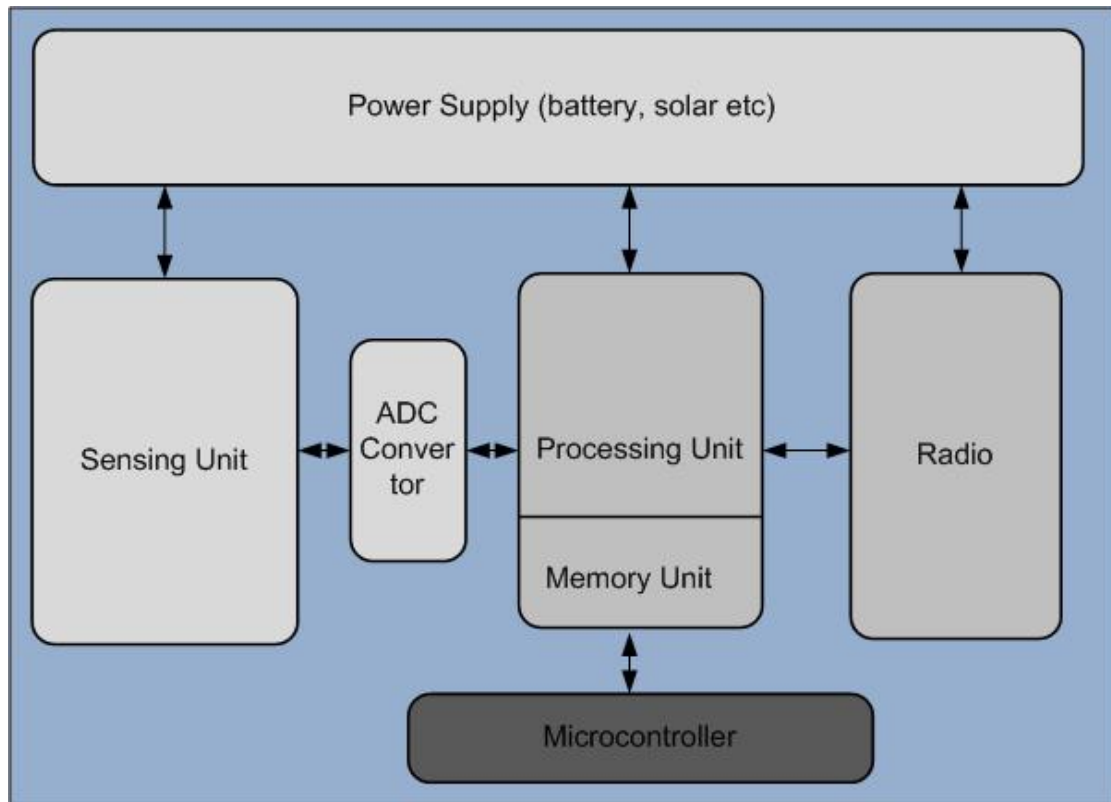 Power Supply (battery, solar etc)
Sensing Unit
ADC
Conver
tor
Processing Unit
Memory Unit
Radio
Microcontroller